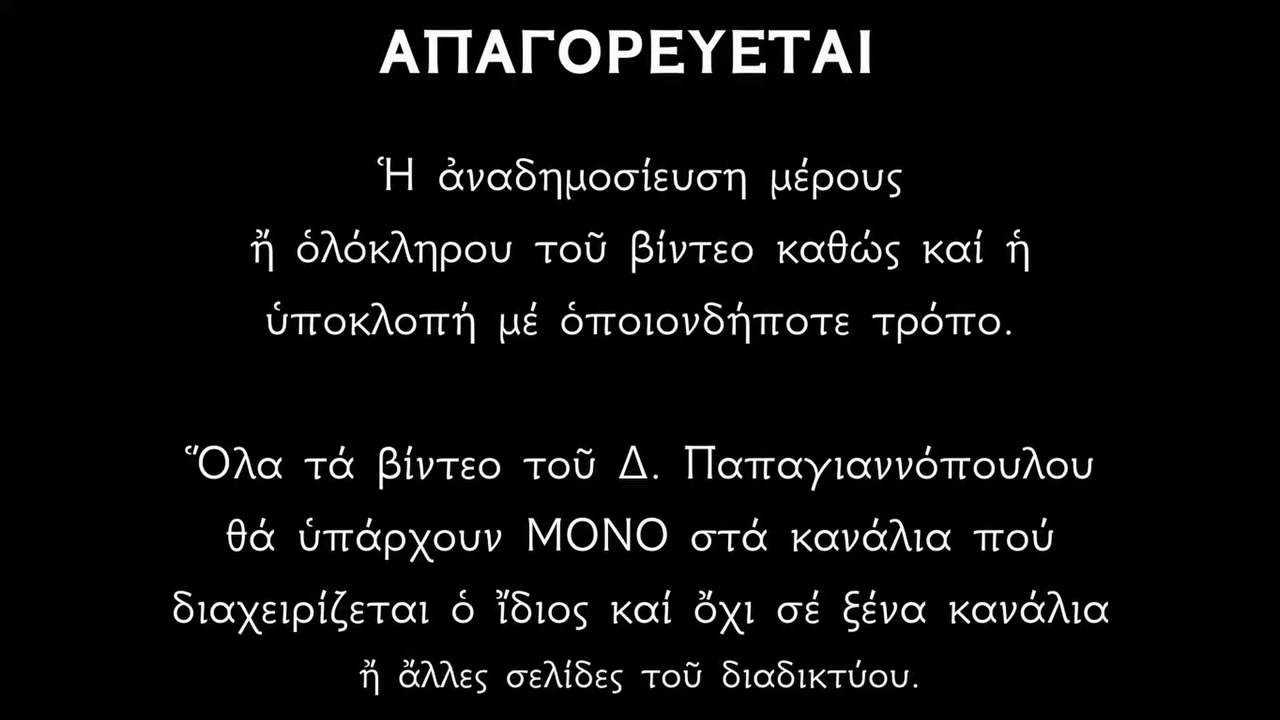 ΑΠΑΓΟΡΕΥΕΤΑΙ
Ἡ ἀναδημοσίευση μέρους
ἤ ὁλόκληρου τοῦ βίντεο καθώς καί ἡ
ὑποκλοπή μέ ὁποιονδήποτε τρόπο.
Ὅλα τά βίντεο τοῦ Δ. Παπαγιαννόπουλου
θά ὑπάρχουν ΜΟΝΟ στά κανάλια πού
διαχειρίζεται ὁ ἴδιος καί ὄχι σέ ξένα κανάλια
ἤ ἄλλες σελίδες τοῦ διαδικτύου.